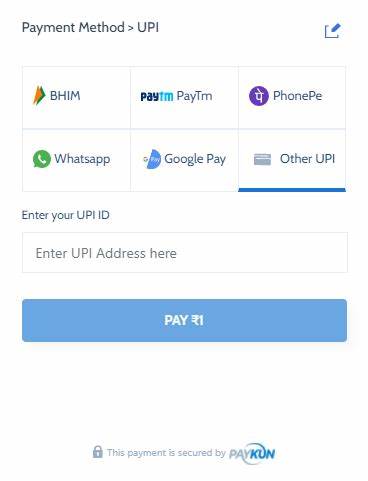 Payment Method > UPI
BHIM
Paytm PayTm
PhonePe
Whatsapp
Pay Google Pay
Other UPI
Enter your UPI ID
Enter UPI Address here
PAY ₹1
This payment is secured by PAYKUN